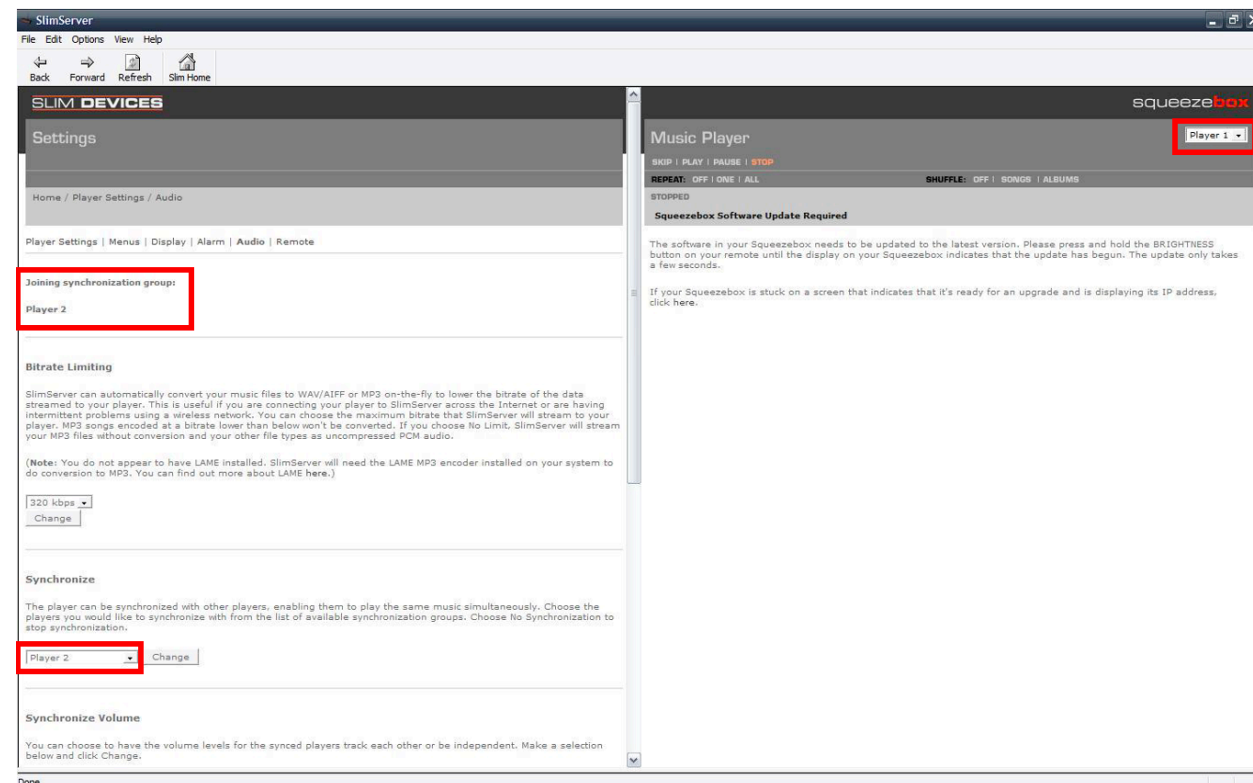 SlimServer
File Edit Options View Help
Back Forward Refresh Slim Home
SLIM DEVICES
Settings
Home / Player Settings / Audio
Player Settings | Menus | Display | Alarm | Audio | Remote
Joining synchronization group:
Player 2
Bitrate Limiting
SlimServer can automatically convert your music files to WAV/AIFF or MP3 on-the-fly to lower the bitrate of the data
streamed to your player. This is useful if you are connecting your player to SlimServer across the Internet or are having
intermittent problems using a wireless network. You can choose the maximum bitrate that SlimServer will stream to your
player. MP3 songs encoded at a bitrate lower than below won't be converted. If you choose No Limit, SlimServer will stream
your MP3 files without conversion and your other file types as uncompressed PCM audio.
(Note: You do not appear to have LAME installed. SlimServer will need the LAME MP3 encoder installed on your system to
do conversion to MP3. You can find out more about LAME here.)
320 kbps
Change
Synchronize
The player can be synchronized with other players, enabling them to play the same music simultaneously. Choose the
players you would like to synchronize with from the list of available synchronization groups. Choose No Synchronization to
stop synchronization.
Player 2 Change
Synchronize Volume
You can choose to have the volume levels for the synced players track each other or be independent. Make a selection
below and click Change.
squeezebox
Music Player Player 1
SKIP | PLAY | PAUSE | STOP
REPEAT: OFF | ONE | ALL SHUFFLE: OFF | SONGS | ALBUMS
STOPPED
Squeezebox Software Update Required
The software in your Squeezebox needs to be updated to the latest version. Please press and hold the BRIGHTNESS
button on your remote until the display on your Squeezebox indicates that the update has begun. The update only takes
a few seconds.
If your Squeezebox is stuck on a screen that indicates that it's ready for an upgrade and is displaying its IP address,
click here.
Done